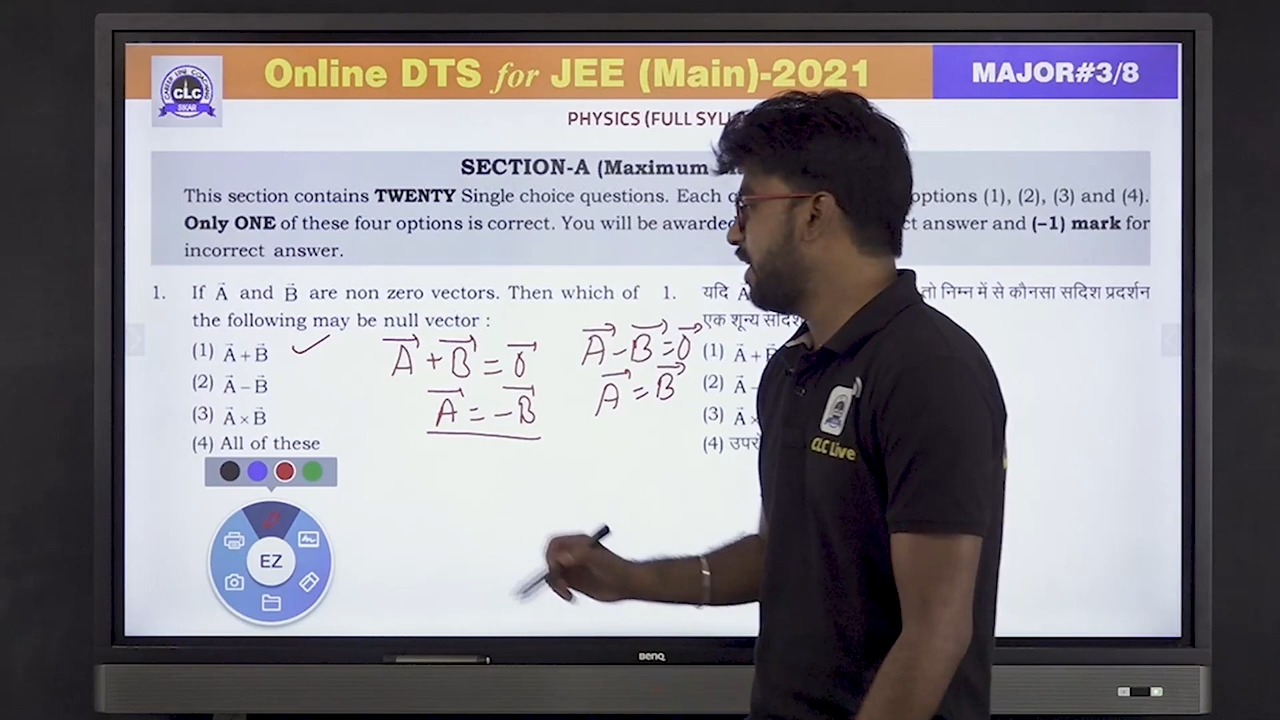 Online DTS for JEE (Main)-2021
MAJOR#3/8
CLC
SIKAR
PHYSICS (FULL SYLL
SECTION-A (Maximum
This section contains TWENTY Single choice questions. Each options (1), (2), (3) and (4).
Only ONE of these four options is correct. You will be awarded answer and (−1) mark for
incorrect answer.
1. If A⃗ and B⃗ are non zero vectors. Then which of
the following may be null vector :
(1) A⃗ + B⃗ ✓
(2) A⃗ − B⃗
(3) A⃗ × B⃗
(4) All of these
A⃗ + B⃗ = 0⃗
A⃗ = −B⃗
A⃗ − B⃗ = 0⃗
A⃗ = B⃗
1. यदि तो निम्न में से कौनसा सदिश प्रदर्शन
एक शून्य
(1) A⃗ +
(2) A⃗
(3) A⃗
(4)
EZ
CLC Live
BenQ